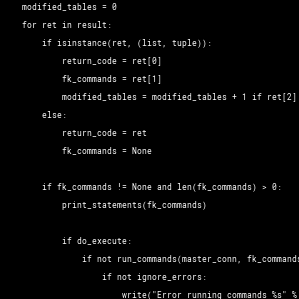 modified_tables = 0
for ret in result:
if isinstance(ret, (list, tuple)):
return_code = ret[0]
fk_commands = ret[1]
modified_tables = modified_tables + 1 if ret[2]
else:
return_code = ret
fk_commands = None
if fk_commands != None and len(fk_commands) > 0:
print_statements(fk_commands)
if do_execute:
if not run_commands(master_conn, fk_commands
if not ignore_errors:
write("Error running commands %s" %